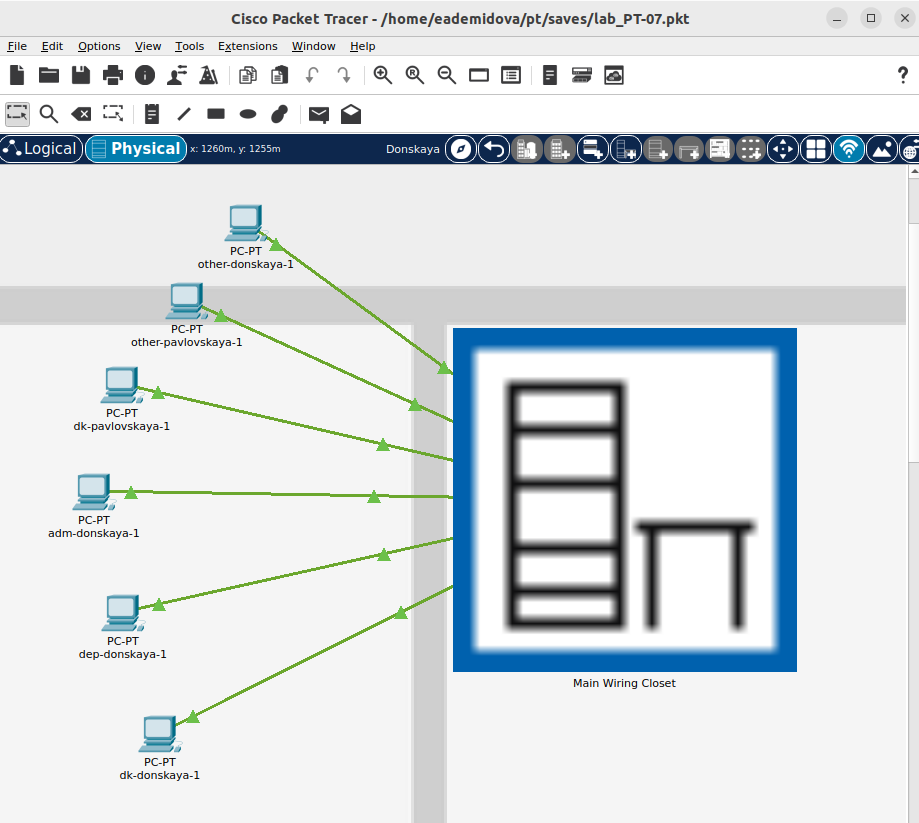 Cisco Packet Tracer - /home/eademidova/pt/saves/lab_PT-07.pkt
File Edit Options View Tools Extensions Window Help
?
Logical Physical x: 1260m, y: 1255m Donskaya
PC-PT
other-donskaya-1
PC-PT
other-pavlovskaya-1
PC-PT
dk-pavlovskaya-1
PC-PT
adm-donskaya-1
PC-PT
dep-donskaya-1
PC-PT
dk-donskaya-1
Main Wiring Closet